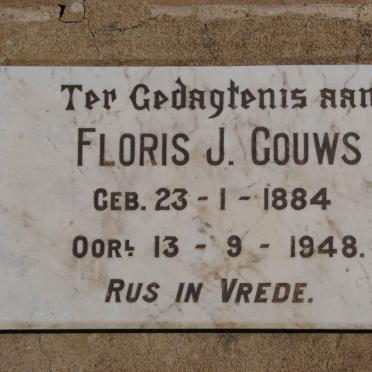 Ter Gedagtenis aan
FLORIS J. GOUWS
GEB. 23 - 1 - 1884
OORL. 13 - 9 - 1948.
RUS IN VREDE.